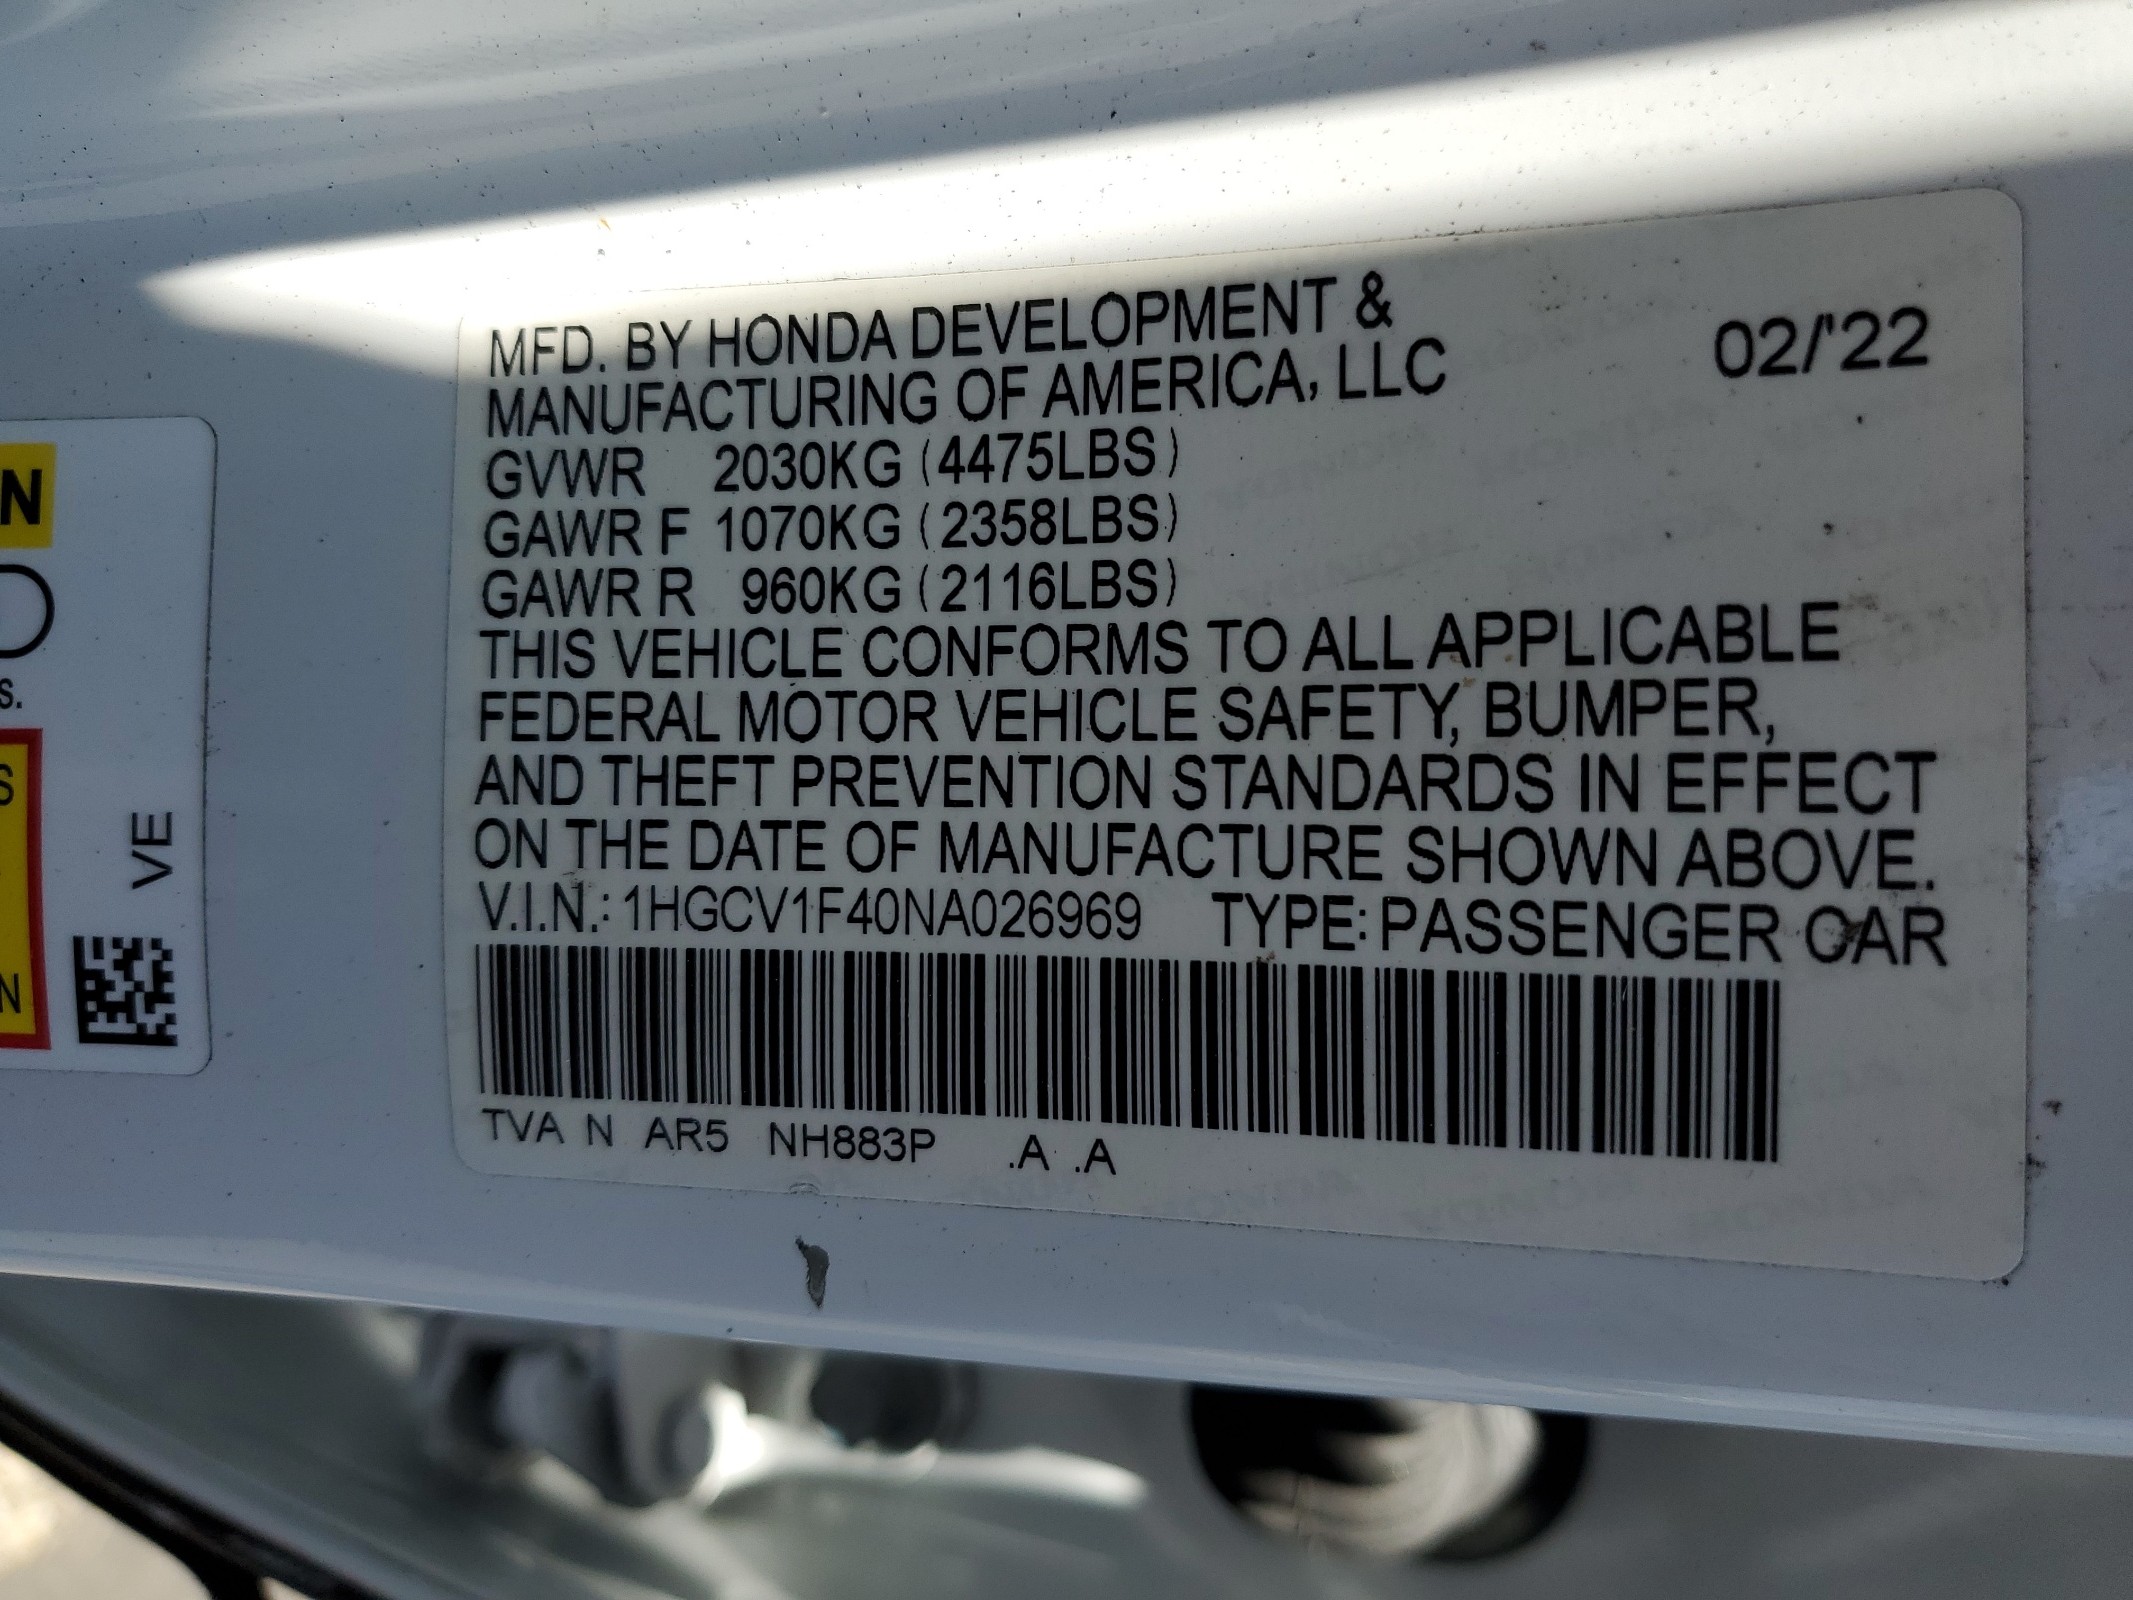 MFD. BY HONDA DEVELOPMENT &
MANUFACTURING OF AMERICA, LLC
02/'22
GVWR 2030KG (4475LBS)
GAWR F 1070KG (2358LBS)
GAWR R 960KG (2116LBS)
THIS VEHICLE CONFORMS TO ALL APPLICABLE
FEDERAL MOTOR VEHICLE SAFETY, BUMPER,
AND THEFT PREVENTION STANDARDS IN EFFECT
ON THE DATE OF MANUFACTURE SHOWN ABOVE.
V.I.N.: 1HGCV1F40NA026969 TYPE: PASSENGER CAR
TVA N AR5 NH883P .A .A
VE